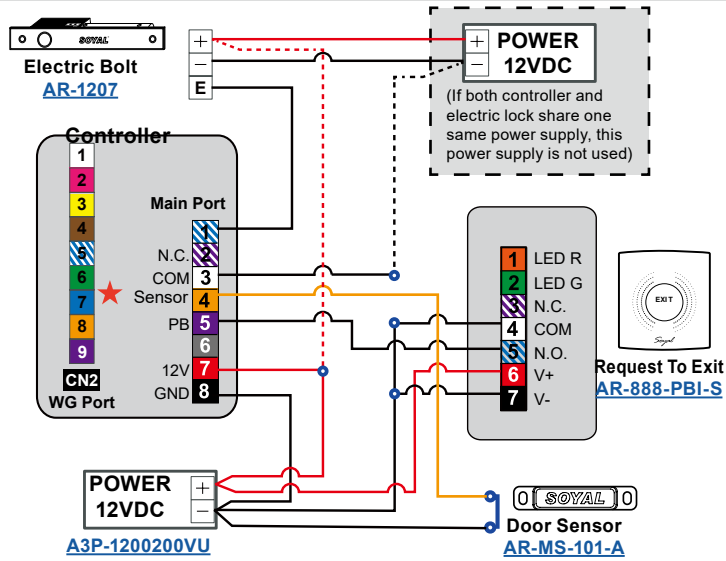 SOYAL
Electric Bolt
AR-1207
+
−
E
+
−
POWER
12VDC
(If both controller and
electric lock share one
same power supply, this
power supply is not used)
Controller
1
2
3
4
5
6
7
8
9
CN2
WG Port
Main Port
1
N.C. 2
COM 3
Sensor 4
PB 5
6
12V 7
GND 8
1 LED R
2 LED G
3 N.C.
4 COM
5 N.O.
6 V+
7 V-
EXIT
Soyal
Request To Exit
AR-888-PBI-S
POWER
12VDC
+
−
A3P-1200200VU
SOYAL
Door Sensor
AR-MS-101-A